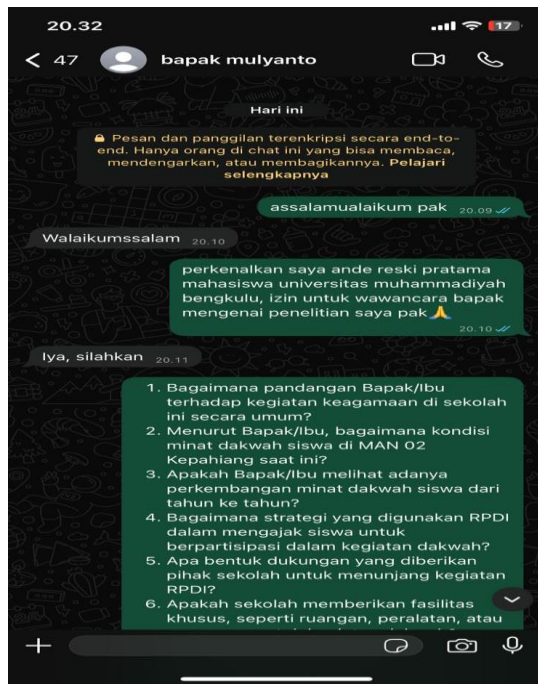 20.32
17
47 bapak mulyanto
Hari ini
Pesan dan panggilan terenkripsi secara end-to-
end. Hanya orang di chat ini yang bisa membaca,
mendengarkan, atau membagikannya. Pelajari
selengkapnya
assalamualaikum pak 20.09
Walaikumssalam 20.10
perkenalkan saya ande reski pratama
mahasiswa universitas muhammadiyah
bengkulu, izin untuk wawancara bapak
mengenai penelitian saya pak🙏
20.10
Iya, silahkan 20.11
1. Bagaimana pandangan Bapak/Ibu
terhadap kegiatan keagamaan di sekolah
ini secara umum?
2. Menurut Bapak/Ibu, bagaimana kondisi
minat dakwah siswa di MAN 02
Kepahiang saat ini?
3. Apakah Bapak/Ibu melihat adanya
perkembangan minat dakwah siswa dari
tahun ke tahun?
4. Bagaimana strategi yang digunakan RPDI
dalam mengajak siswa untuk
berpartisipasi dalam kegiatan dakwah?
5. Apa bentuk dukungan yang diberikan
pihak sekolah untuk menunjang kegiatan
RPDI?
6. Apakah sekolah memberikan fasilitas
khusus, seperti ruangan, peralatan, atau